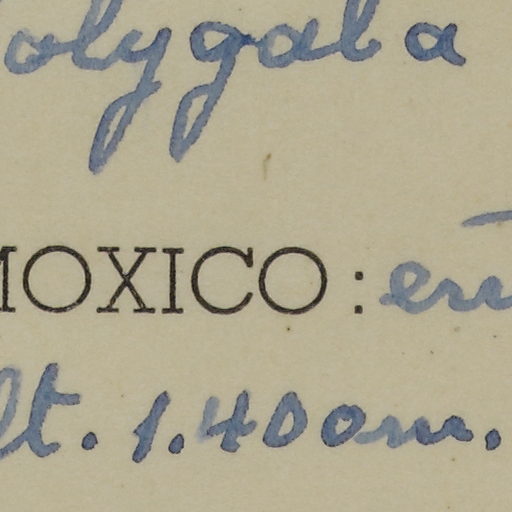 olygala
MOXICO :
lt. 1.400m.